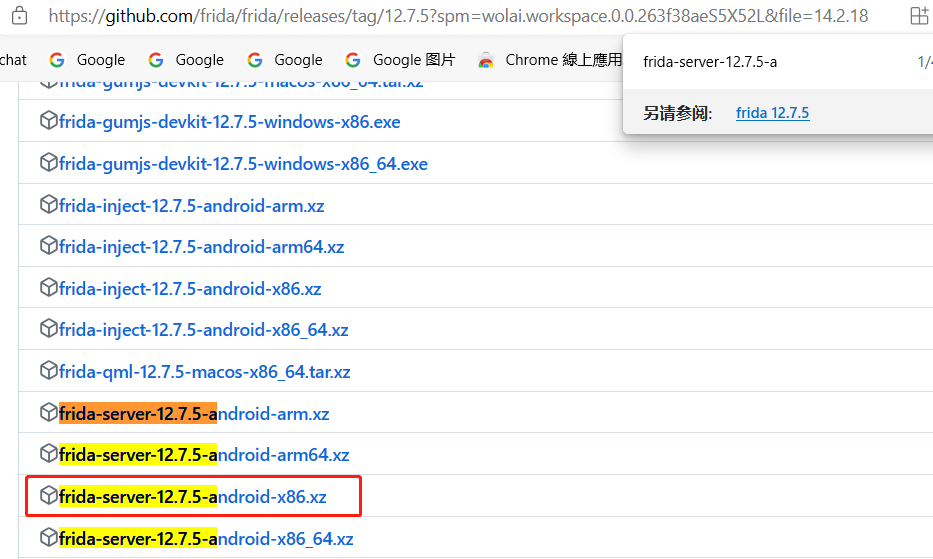 https://github.com/frida/frida/releases/tag/12.7.5?spm=wolai.workspace.0.0.263f38aeS5X52L&file=14.2.18
chat Google Google Google Google 图片 Chrome 線上應用
frida-server-12.7.5-a 1/4
另请参阅: frida 12.7.5
frida-gumjs-devkit-12.7.5-macos-x86_64.tar.xz
frida-gumjs-devkit-12.7.5-windows-x86.exe
frida-gumjs-devkit-12.7.5-windows-x86_64.exe
frida-inject-12.7.5-android-arm.xz
frida-inject-12.7.5-android-arm64.xz
frida-inject-12.7.5-android-x86.xz
frida-inject-12.7.5-android-x86_64.xz
frida-qml-12.7.5-macos-x86_64.tar.xz
frida-server-12.7.5-android-arm.xz
frida-server-12.7.5-android-arm64.xz
frida-server-12.7.5-android-x86.xz
frida-server-12.7.5-android-x86_64.xz